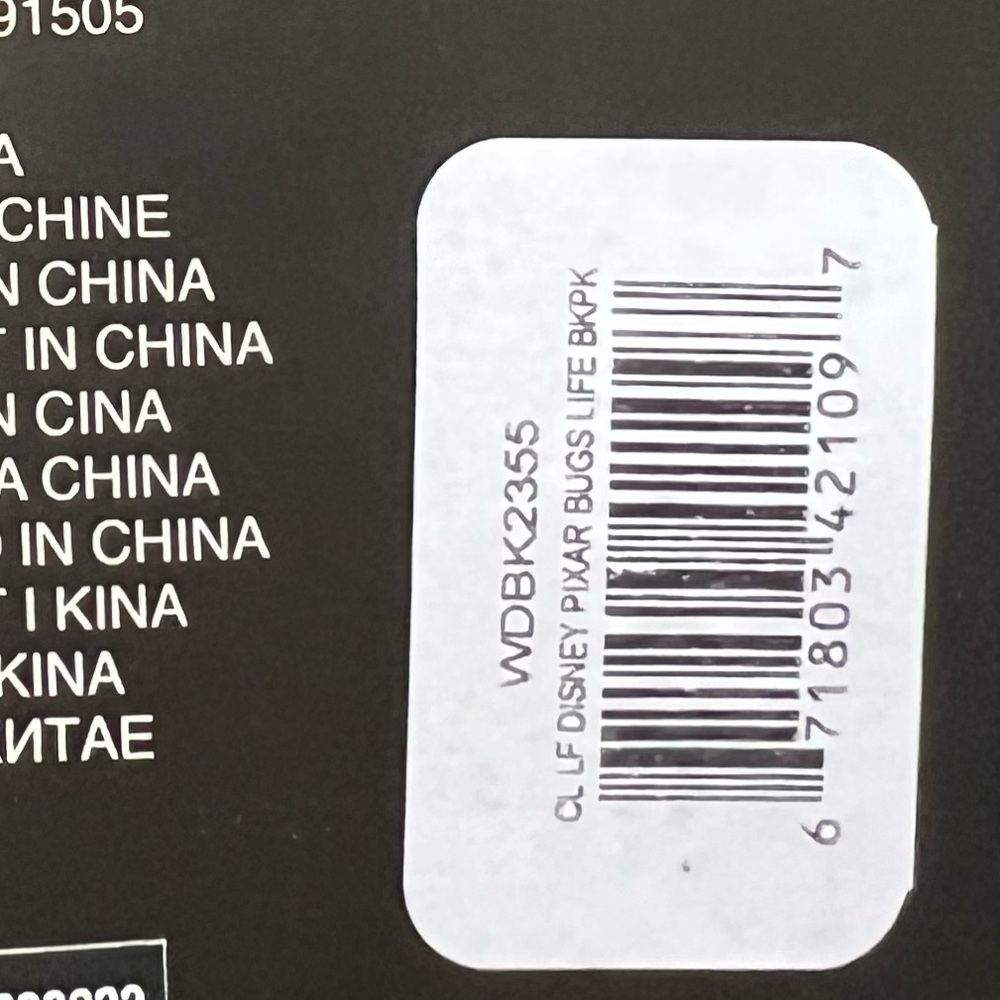 91505
A
CHINE
N CHINA
T IN CHINA
N CINA
A CHINA
O IN CHINA
T I KINA
KINA
КИТАЕ
WDBK2355
CL LF DISNEY PIXAR BUGS LIFE BKPK
6 71803 42109 7